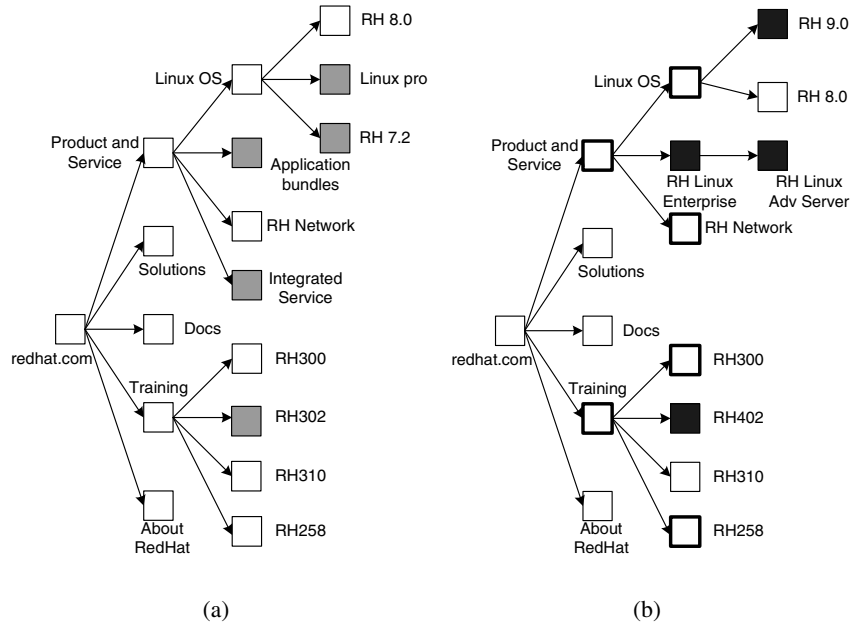 RH 8.0
Linux OS
Linux pro
RH 7.2
Product and
Service
Application
bundles
RH Network
Solutions
Integrated
Service
redhat.com
Docs
Training
RH300
RH302
RH310
About
RedHat
RH258
(a)
RH 9.0
Linux OS
RH 8.0
Product and
Service
RH Linux
Enterprise
RH Linux
Adv Server
RH Network
Solutions
redhat.com
Docs
Training
RH300
RH402
RH310
About
RedHat
RH258
(b)